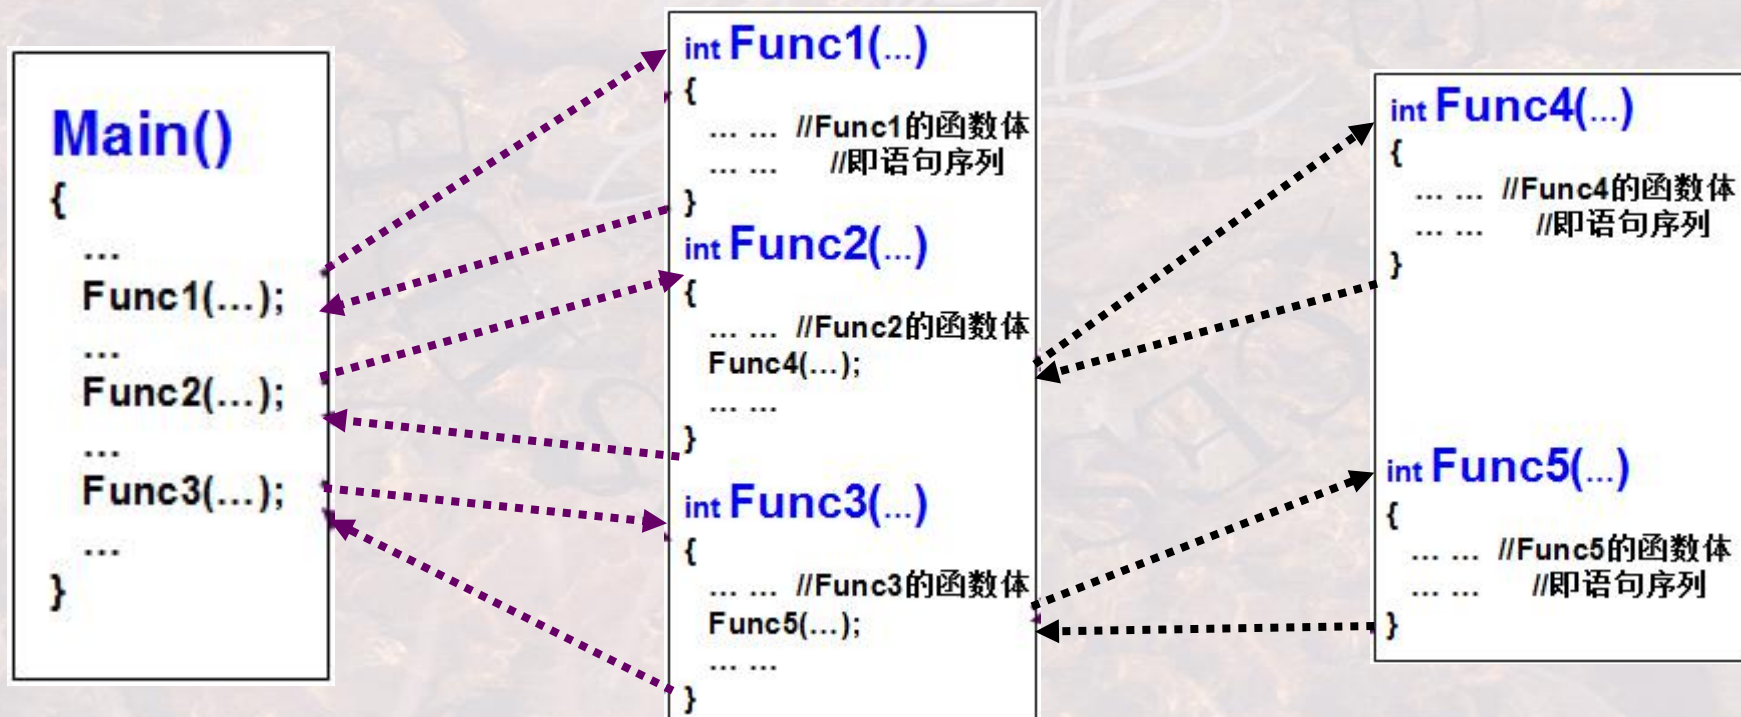 Main()
{
...
Func1(...);
...
Func2(...);
...
Func3(...);
...
}
int Func1(...)
{
... ... //Func1的函数体
... ... //即语句序列
}
int Func2(...)
{
... ... //Func2的函数体
Func4(...);
... ...
}
int Func3(...)
{
... ... //Func3的函数体
Func5(...);
... ...
}
int Func4(...)
{
... ... //Func4的函数体
... ... //即语句序列
}
int Func5(...)
{
... ... //Func5的函数体
... ... //即语句序列
}